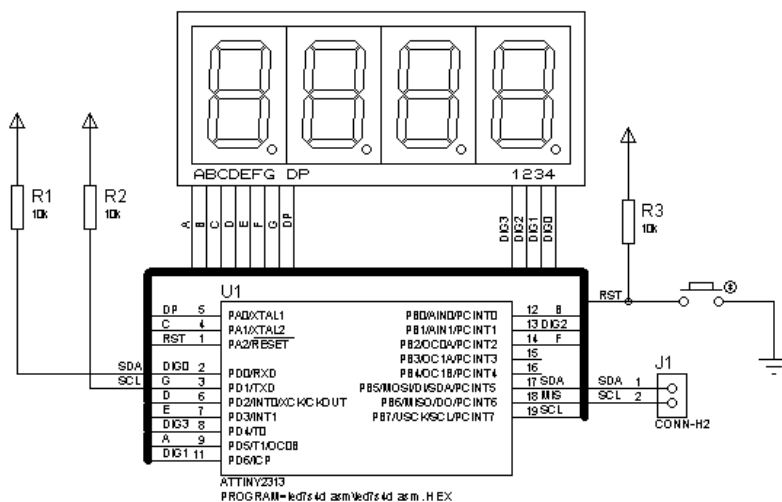 ABCDEFG DP 1234
R1
10k
R2
10k
R3
10k
A
B
C
D
E
F
G
DP
DIG3
DIG2
DIG1
DIG0
RST
U1
DP 5 PA0/XTAL1
C 4 PA1/XTAL2
RST 1 PA2/RESET
SDA DIG0 2 PD0/RXD
SCL G 3 PD1/TXD
D 6 PD2/INT0/XCK/CKOUT
E 7 PD3/INT1
DIG3 8 PD4/T0
A 9 PD5/T1/OC0B
DIG1 11 PD6/ICP
PB0/AIN0/PCINT0 12 B
PB1/AIN1/PCINT1 13 DIG2
PB2/OC0A/PCINT2 14 F
PB3/OC1A/PCINT3 15
PB4/OC1B/PCINT4 16
PB5/MOSI/DI/SDA/PCINT5 17 SDA
PB6/MISO/DO/PCINT6 18 MIS
PB7/USCK/SCL/PCINT7 19 SCL
J1
SDA 1
SCL 2
CONN-H2
ATTINY2313
PROGRAM=led7s4d_asm\led7s4d_asm.HEX